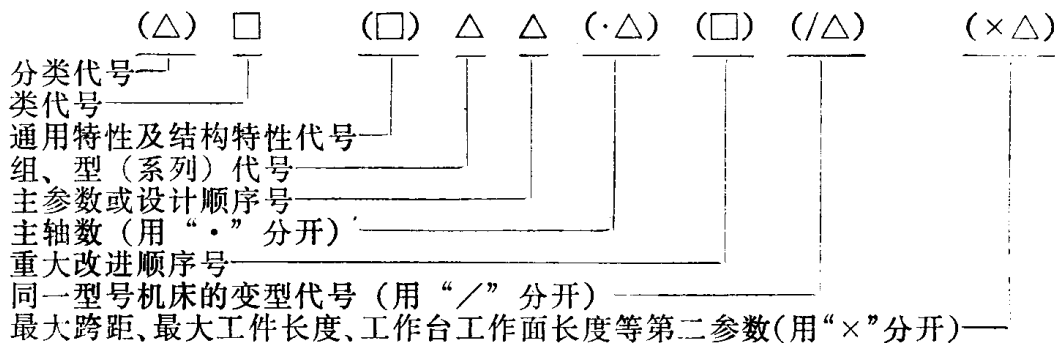 (△) □ (□) △ △ (·△) (□) (/△) (×△)
分类代号
类代号
通用特性及结构特性代号
组、型（系列）代号
主参数或设计顺序号
主轴数（用“·”分开）
重大改进顺序号
同一型号机床的变型代号（用“/”分开）
最大跨距、最大工件长度、工作台工作面长度等第二参数(用“×”分开)